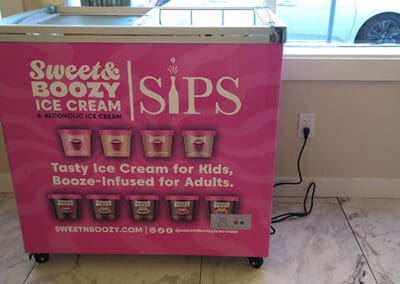 Sweet&
BOOZY
ICE CREAM
& ALCOHOLIC ICE CREAM
SIPS
Tasty Ice Cream for Kids,
Booze-Infused for Adults.
SWEETNBOOZY.COM
@sweetnboozyicecream